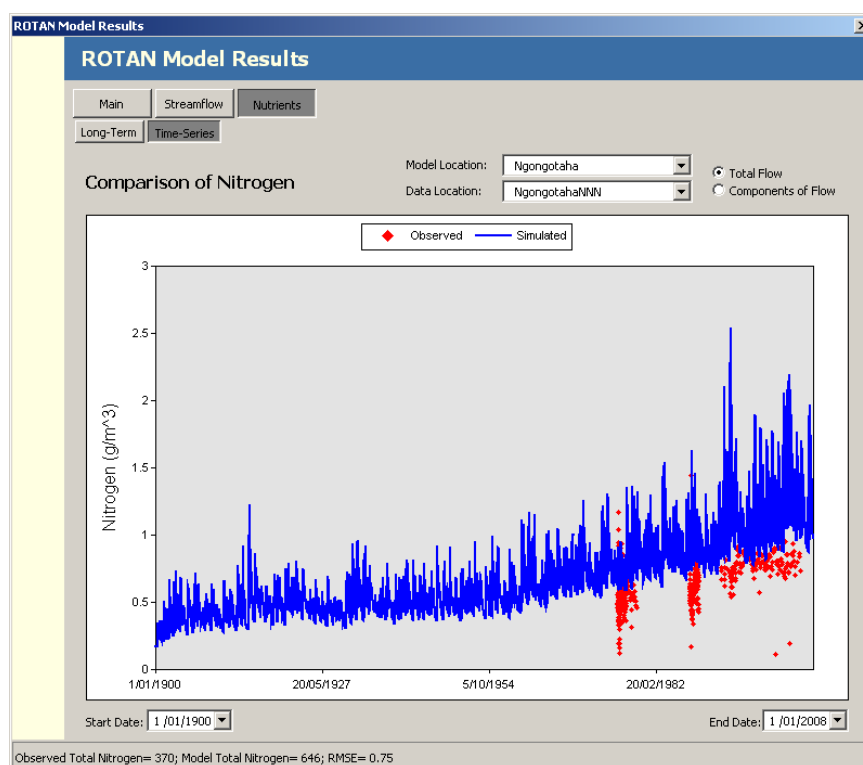 ROTAN Model Results
ROTAN Model Results
Main Streamflow Nutrients
Long-Term Time-Series
Comparison of Nitrogen
Model Location: Ngongotaha
Data Location: NgongotahaNNN
Total Flow
Components of Flow
Observed Simulated
Nitrogen (g/m^3)
3
2.5
2
1.5
1
0.5
0
1/01/1900 20/05/1927 5/10/1954 20/02/1982
Start Date: 1 /01/1900
End Date: 1 /01/2008
Observed Total Nitrogen= 370; Model Total Nitrogen= 646; RMSE= 0.75